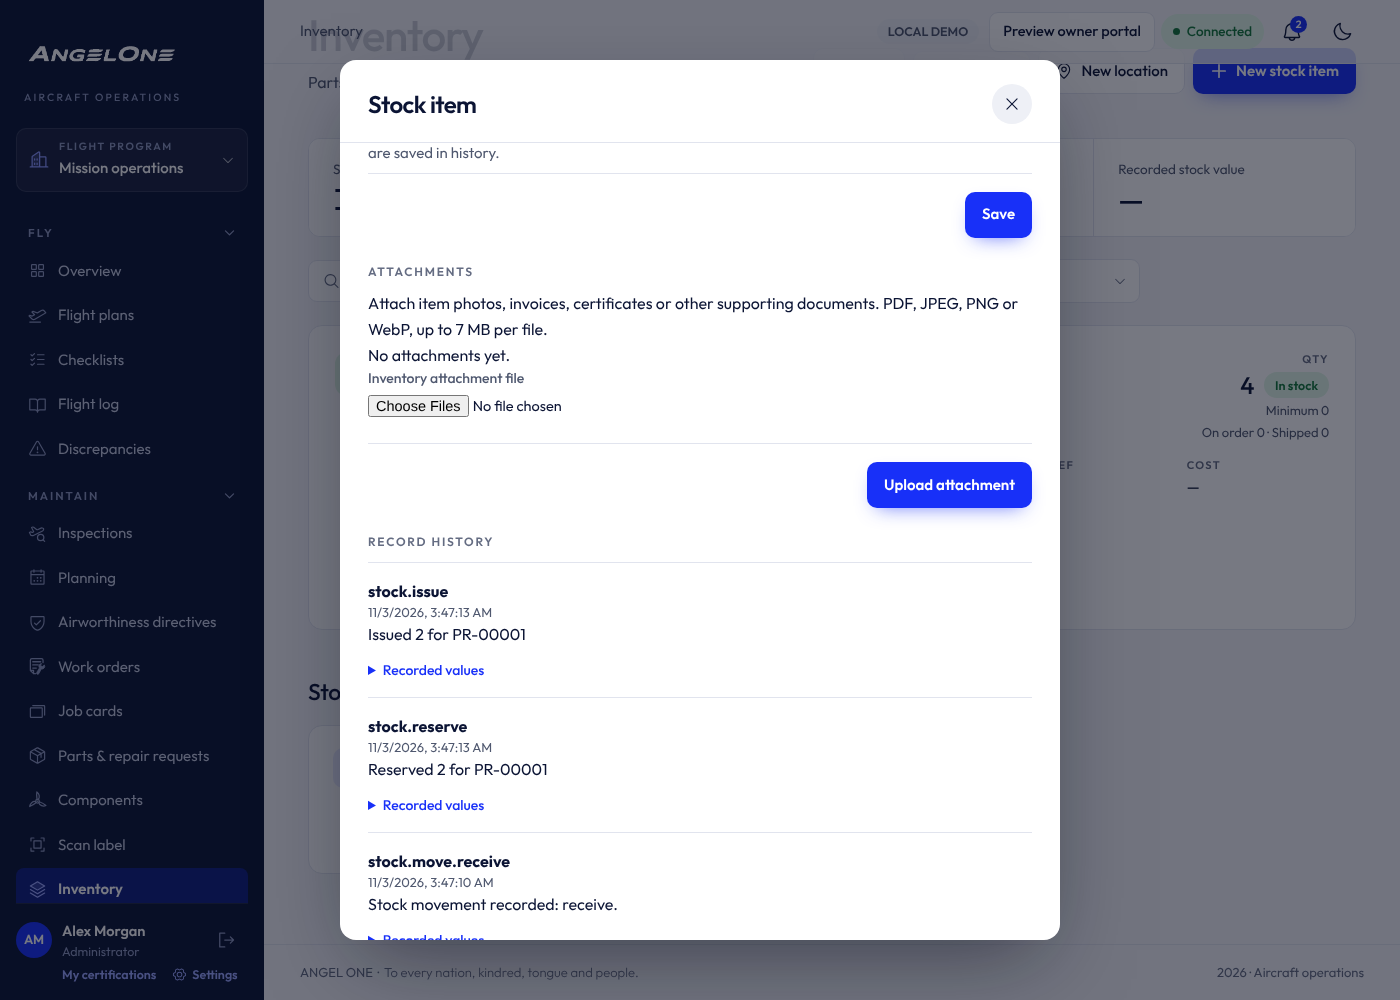 ANGELONE
AIRCRAFT OPERATIONS
FLIGHT PROGRAM
Mission operations
FLY
Overview
Flight plans
Checklists
Flight log
Discrepancies
MAINTAIN
Inspections
Planning
Airworthiness directives
Work orders
Job cards
Parts & repair requests
Components
Scan label
Inventory
AM
Alex Morgan
Administrator
My certifications
Settings
Inventory
Inventory
LOCAL DEMO
Preview owner portal
Connected
2
Parts
New location
New stock item
Recorded stock value
—
QTY
4
In stock
Minimum 0
On order 0 · Shipped 0
COST
—
Stock item
are saved in history.
Save
ATTACHMENTS
Attach item photos, invoices, certificates or other supporting documents. PDF, JPEG, PNG or
WebP, up to 7 MB per file.
No attachments yet.
Inventory attachment file
Choose Files No file chosen
Upload attachment
RECORD HISTORY
stock.issue
11/3/2026, 3:47:13 AM
Issued 2 for PR-00001
Recorded values
stock.reserve
11/3/2026, 3:47:13 AM
Reserved 2 for PR-00001
Recorded values
stock.move.receive
11/3/2026, 3:47:10 AM
Stock movement recorded: receive.
Recorded values
ANGEL ONE · To every nation, kindred, tongue and people.
2026 · Aircraft operations